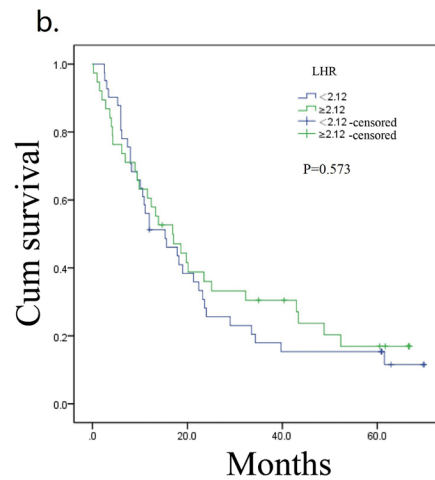 b.
LHR
<2.12
≥2.12
<2.12-censored
≥2.12-censored
P=0.573
Cum survival
1.0
0.8
0.6
0.4
0.2
0.0
.0 20.0 40.0 60.0
Months